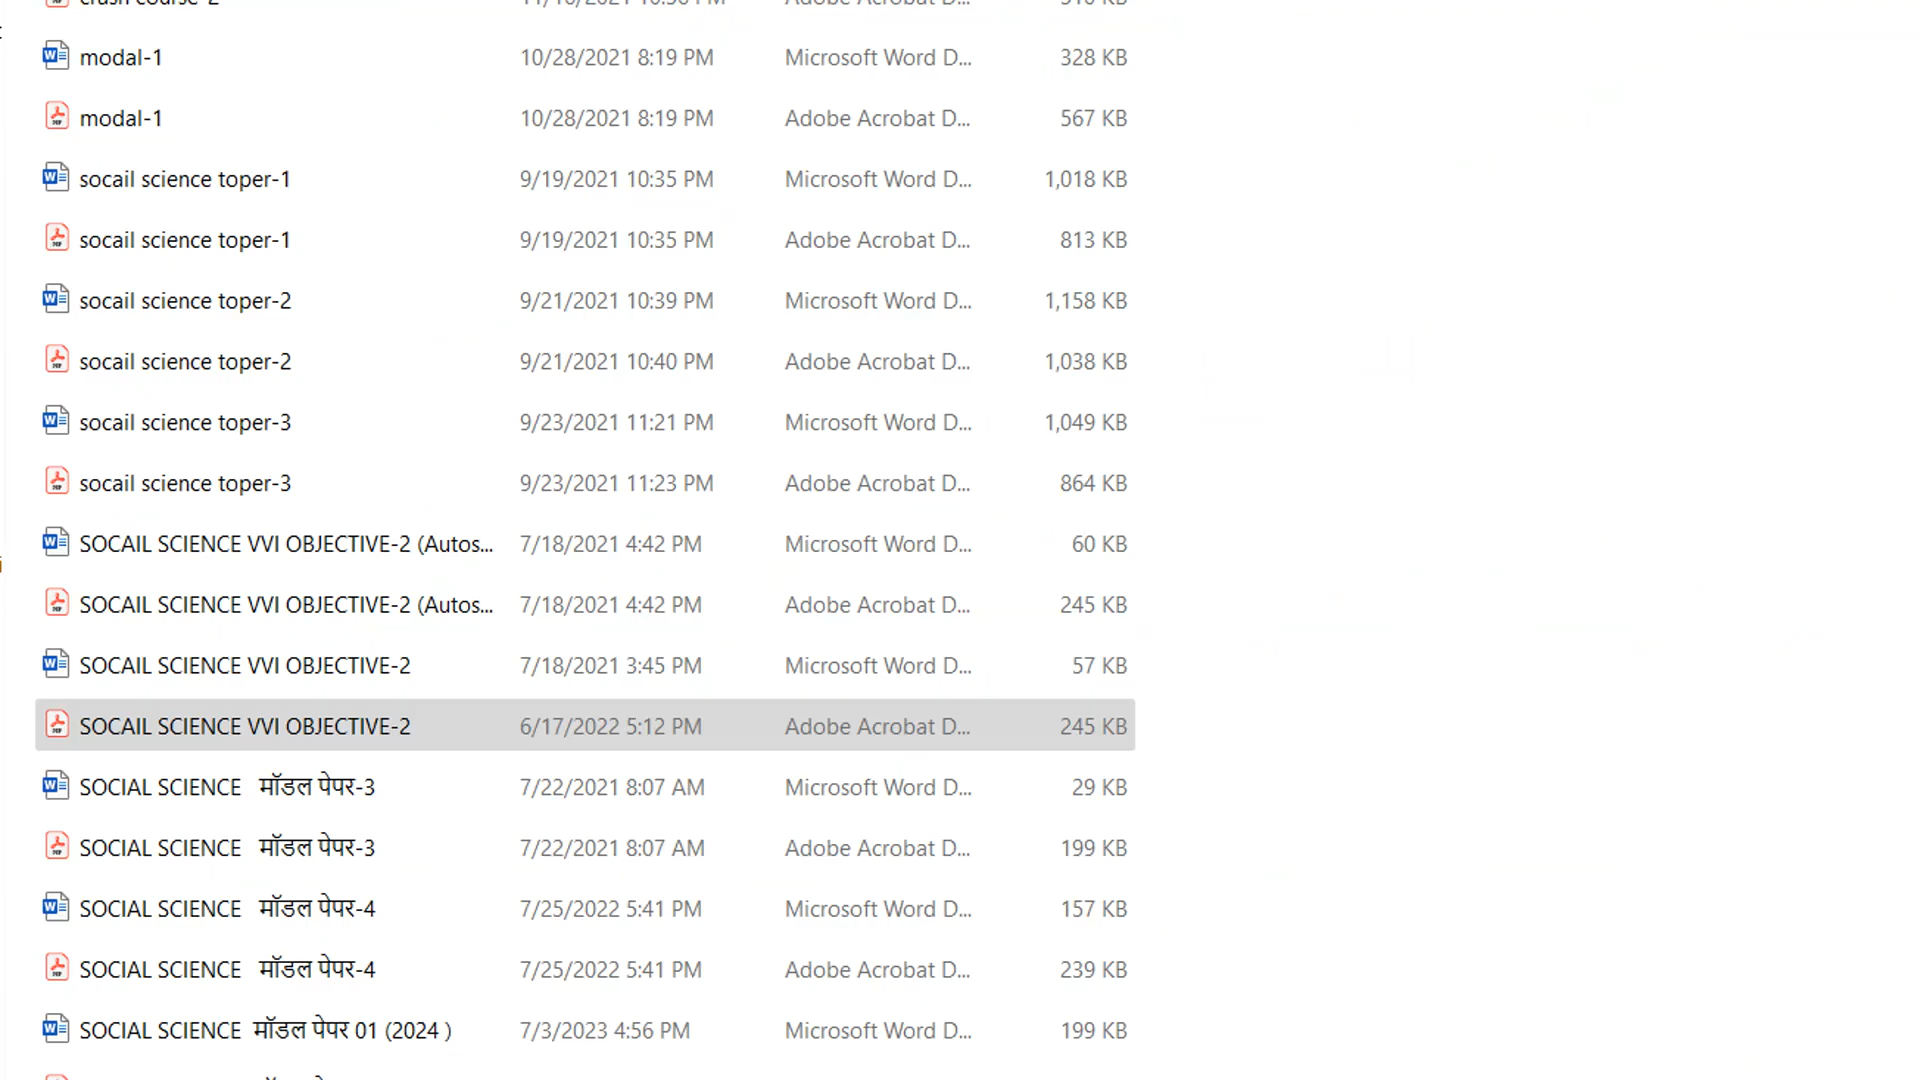 modal-1 10/28/2021 8:19 PM Microsoft Word D... 328 KB
modal-1 10/28/2021 8:19 PM Adobe Acrobat D... 567 KB
socail science toper-1 9/19/2021 10:35 PM Microsoft Word D... 1,018 KB
socail science toper-1 9/19/2021 10:35 PM Adobe Acrobat D... 813 KB
socail science toper-2 9/21/2021 10:39 PM Microsoft Word D... 1,158 KB
socail science toper-2 9/21/2021 10:40 PM Adobe Acrobat D... 1,038 KB
socail science toper-3 9/23/2021 11:21 PM Microsoft Word D... 1,049 KB
socail science toper-3 9/23/2021 11:23 PM Adobe Acrobat D... 864 KB
SOCAIL SCIENCE VVI OBJECTIVE-2 (Autos... 7/18/2021 4:42 PM Microsoft Word D... 60 KB
SOCAIL SCIENCE VVI OBJECTIVE-2 (Autos... 7/18/2021 4:42 PM Adobe Acrobat D... 245 KB
SOCAIL SCIENCE VVI OBJECTIVE-2 7/18/2021 3:45 PM Microsoft Word D... 57 KB
SOCAIL SCIENCE VVI OBJECTIVE-2 6/17/2022 5:12 PM Adobe Acrobat D... 245 KB
SOCIAL SCIENCE मॉडल पेपर-3 7/22/2021 8:07 AM Microsoft Word D... 29 KB
SOCIAL SCIENCE मॉडल पेपर-3 7/22/2021 8:07 AM Adobe Acrobat D... 199 KB
SOCIAL SCIENCE मॉडल पेपर-4 7/25/2022 5:41 PM Microsoft Word D... 157 KB
SOCIAL SCIENCE मॉडल पेपर-4 7/25/2022 5:41 PM Adobe Acrobat D... 239 KB
SOCIAL SCIENCE मॉडल पेपर 01 (2024 ) 7/3/2023 4:56 PM Microsoft Word D... 199 KB